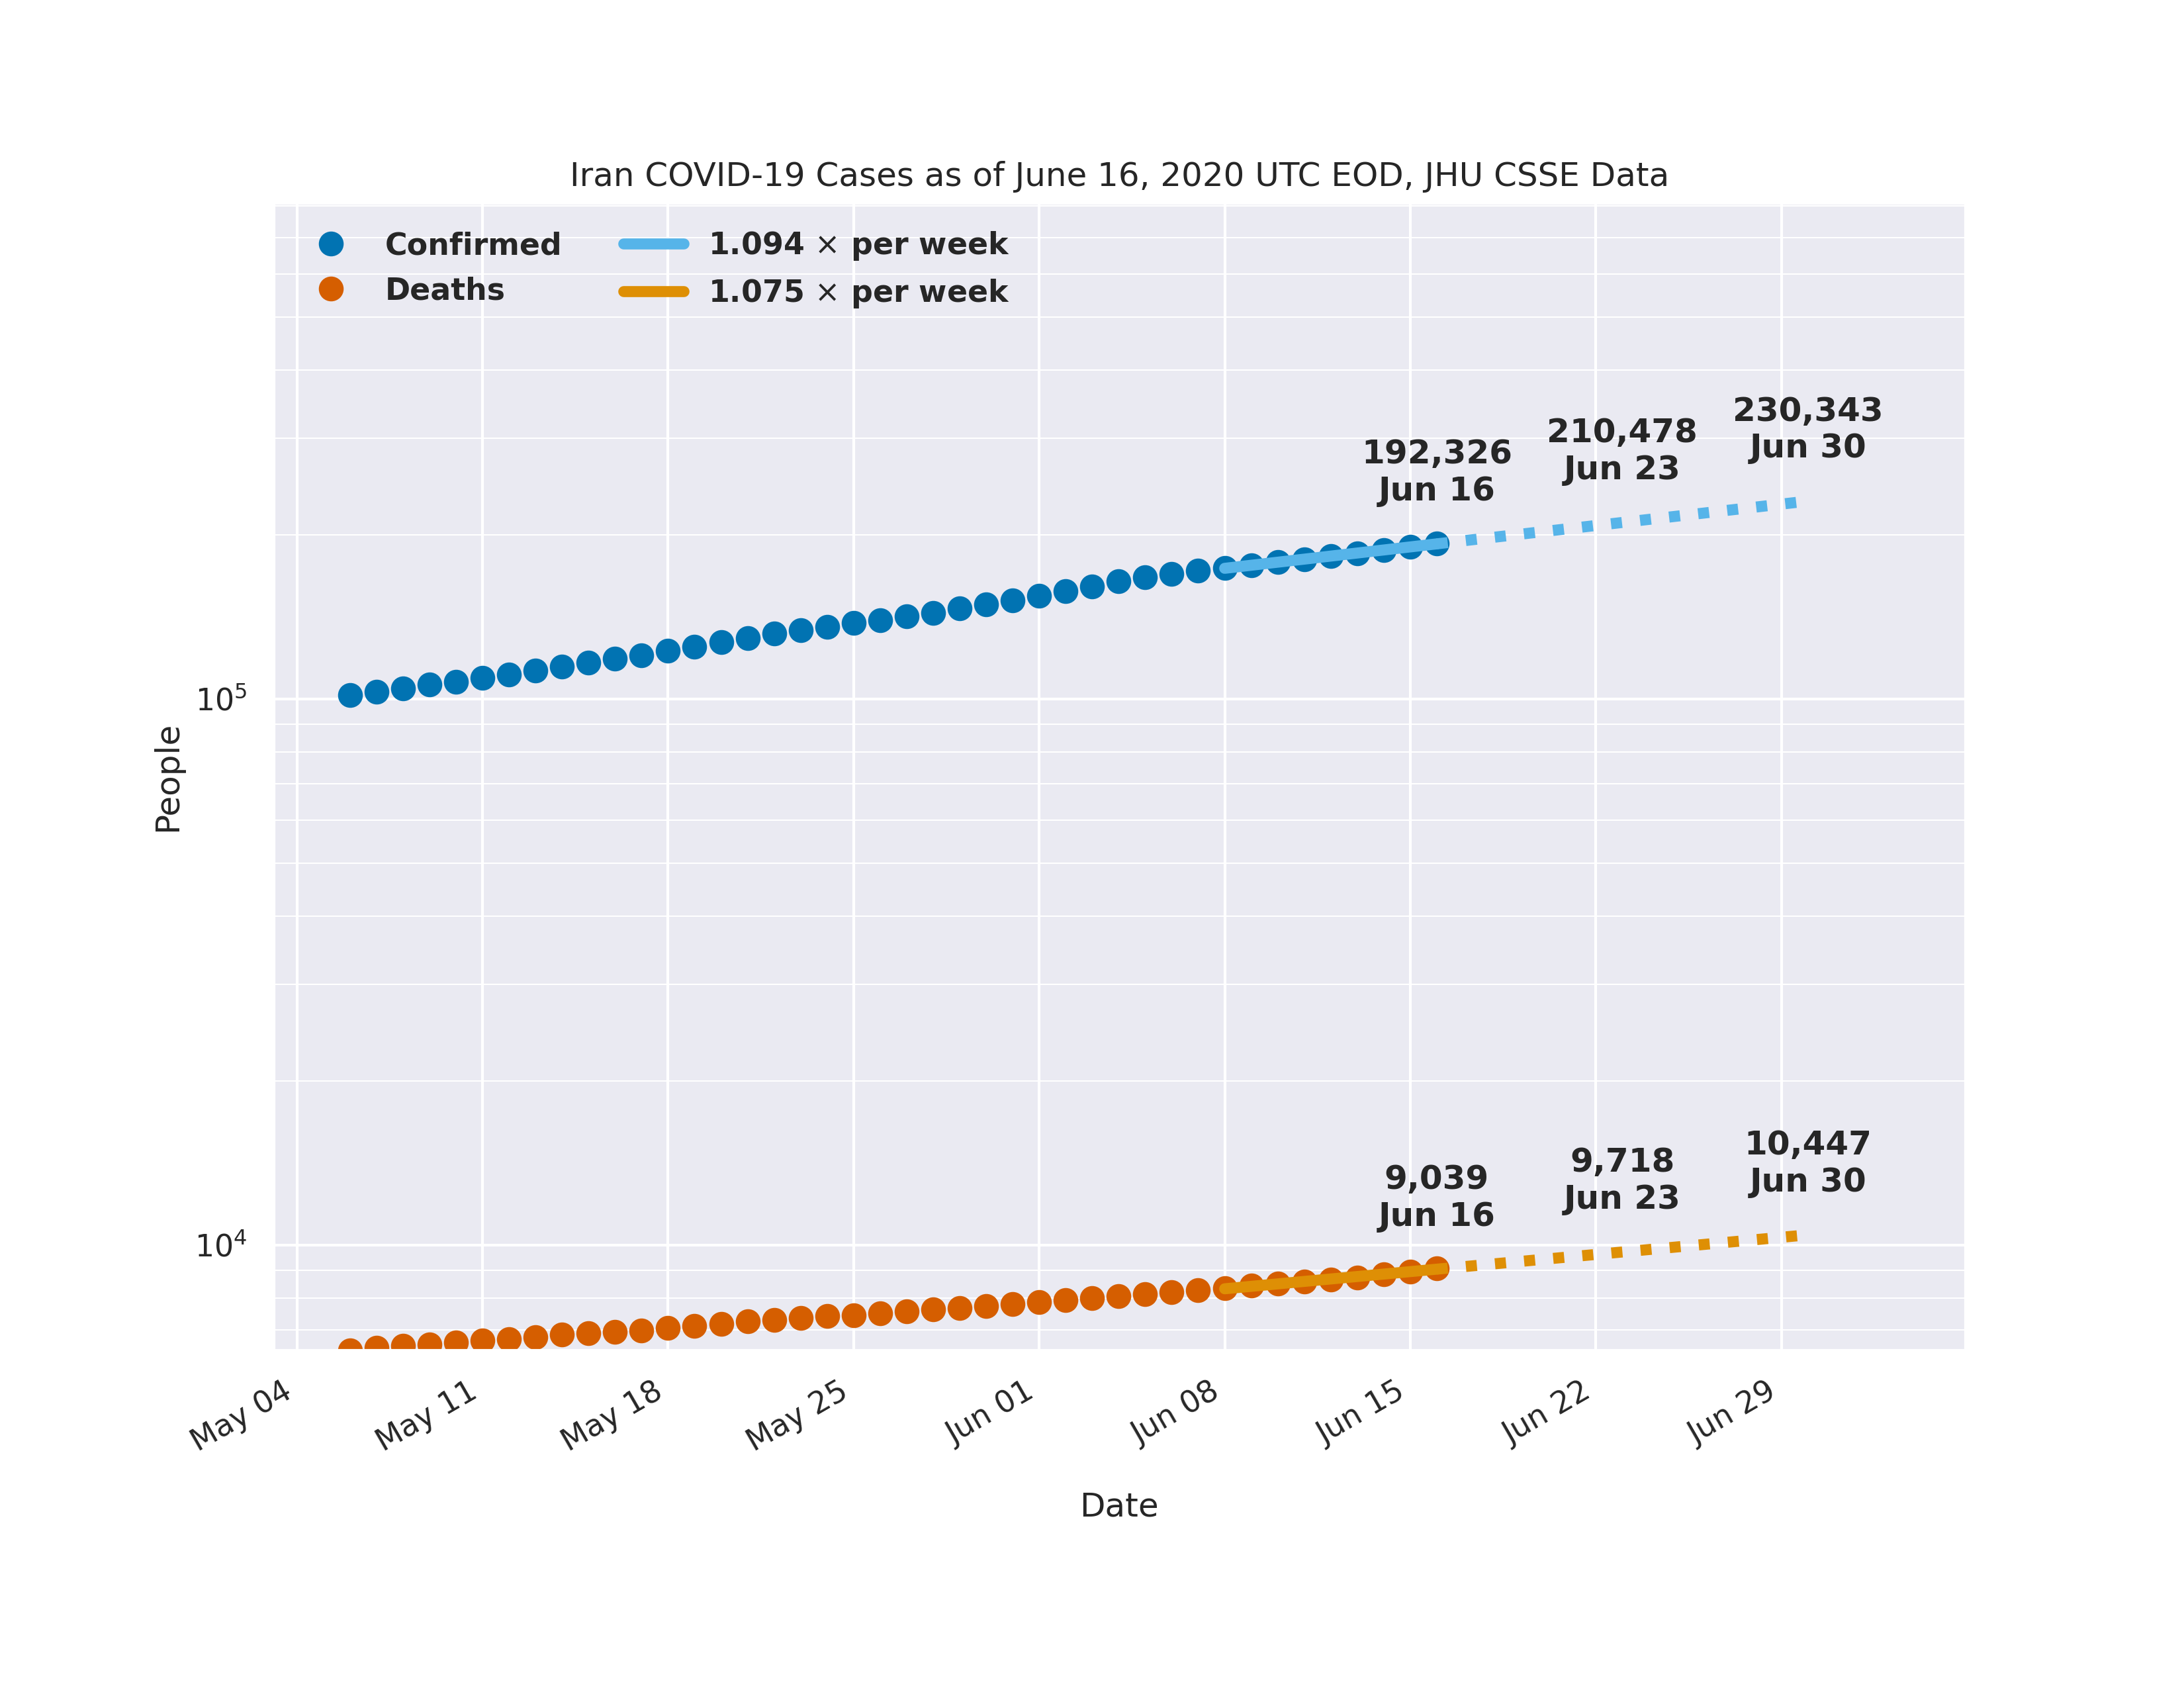 Iran COVID-19 Cases as of June 16, 2020 UTC EOD, JHU CSSE Data
Confirmed
Deaths
1.094 × per week
1.075 × per week
192,326
Jun 16
210,478
Jun 23
230,343
Jun 30
10⁵
People
9,039
Jun 16
9,718
Jun 23
10,447
Jun 30
10⁴
May 04
May 11
May 18
May 25
Jun 01
Jun 08
Jun 15
Jun 22
Jun 29
Date